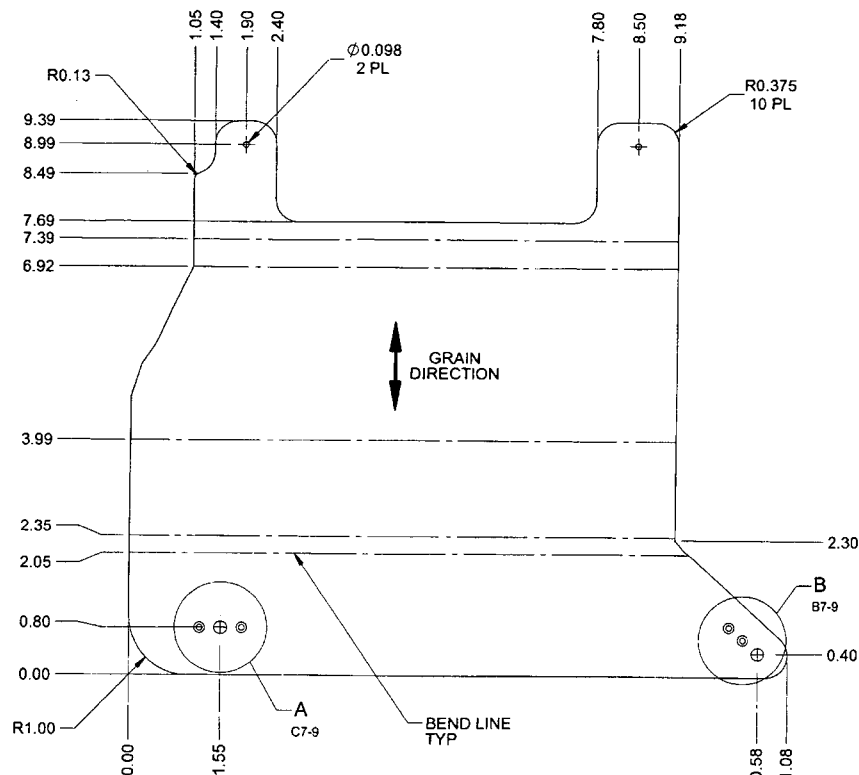 1.05
1.40
1.90
2.40
7.80
8.50
9.18
Ø0.098
2 PL
R0.13
R0.375
10 PL
9.39
8.99
8.49
7.69
7.39
6.92
GRAIN
DIRECTION
3.99
2.35
2.05
2.30
0.80
B
B7-9
0.00
0.40
A
C7-9
R1.00
BEND LINE
TYP
0.00
1.55
0.58
1.08